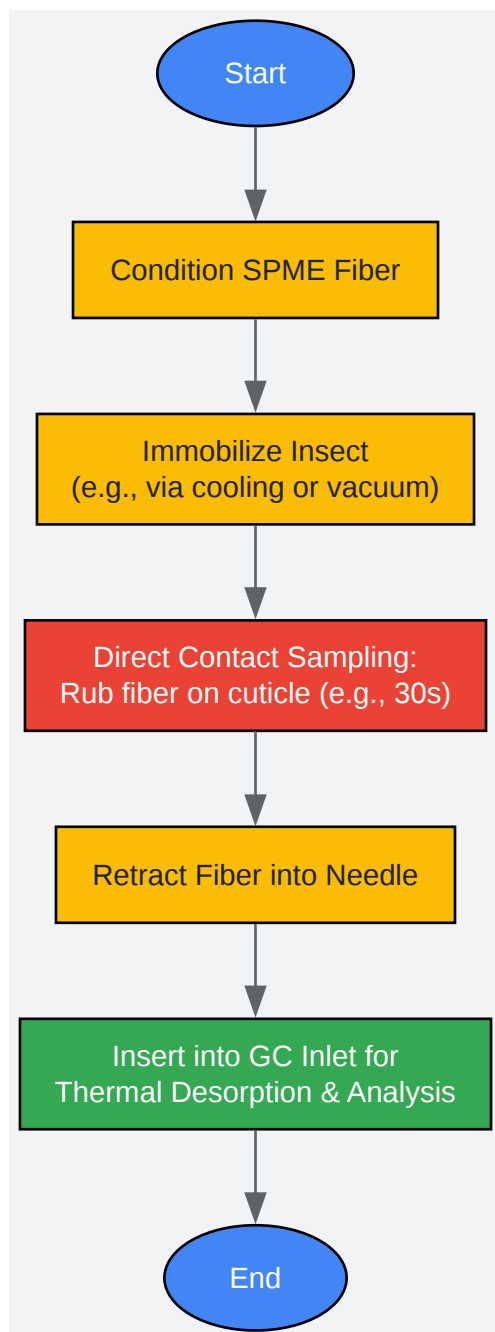 Start
Condition SPME Fiber
Immobilize Insect
(e.g., via cooling or vacuum)
Direct Contact Sampling:
Rub fiber on cuticle (e.g., 30s)
Retract Fiber into Needle
Insert into GC Inlet for
Thermal Desorption & Analysis
End